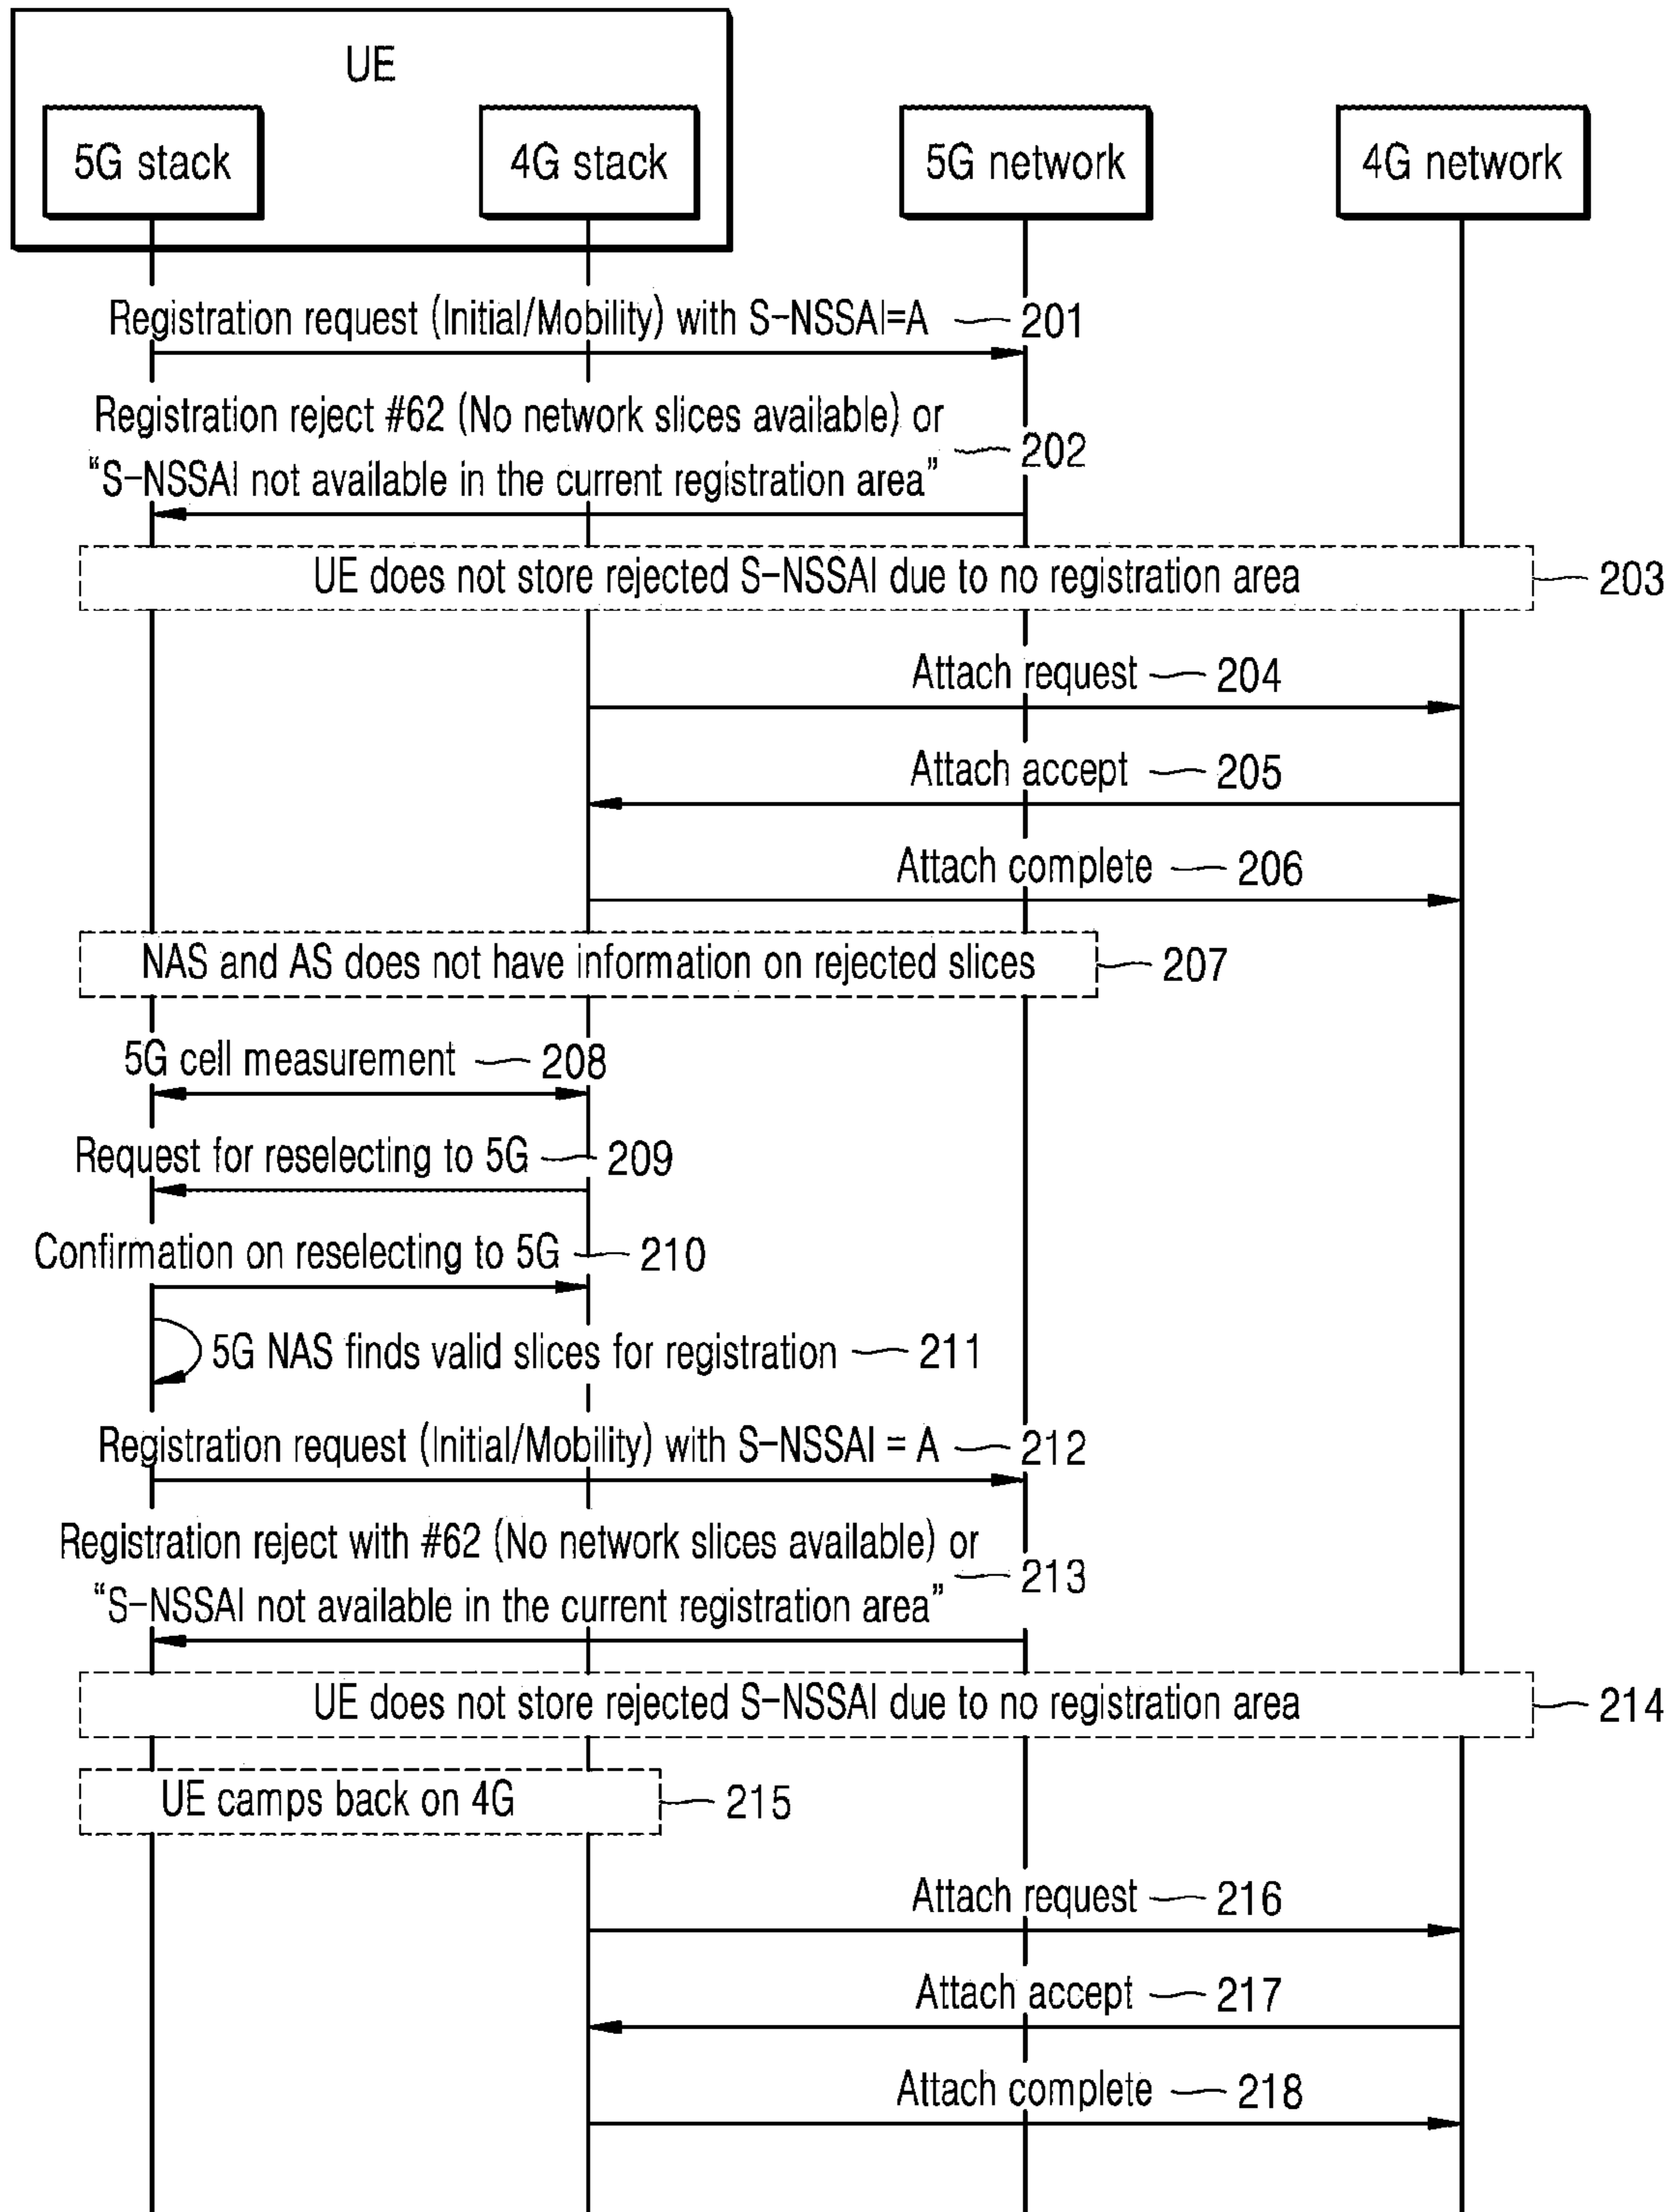 UE
5G stack
4G stack
5G network
4G network
Registration request (Initial/Mobility) with S-NSSAI=A
201
Registration reject #62 (No network slices available) or
"S-NSSAI not available in the current registration area"
202
UE does not store rejected S-NSSAI due to no registration area
203
Attach request
204
Attach accept
205
Attach complete
206
NAS and AS does not have information on rejected slices
207
5G cell measurement
208
Request for reselecting to 5G
209
Confirmation on reselecting to 5G
210
5G NAS finds valid slices for registration
211
Registration request (Initial/Mobility) with S-NSSAI = A
212
Registration reject with #62 (No network slices available) or
"S-NSSAI not available in the current registration area"
213
UE does not store rejected S-NSSAI due to no registration area
214
UE camps back on 4G
215
Attach request
216
Attach accept
217
Attach complete
218